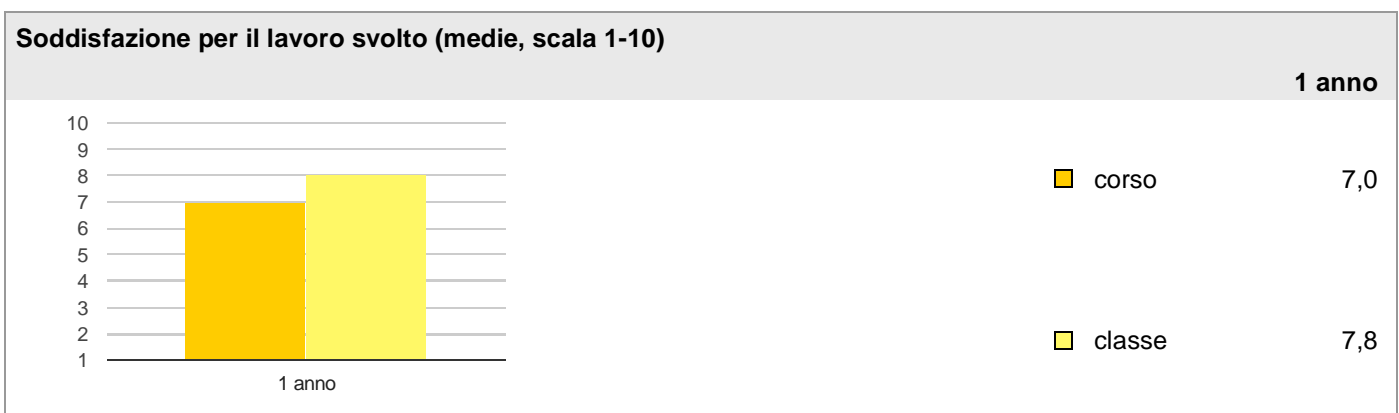 Soddisfazione per il lavoro svolto (medie, scala 1-10)
1 anno
10
9
8
7
6
5
4
3
2
1
1 anno
corso 7,0
classe 7,8